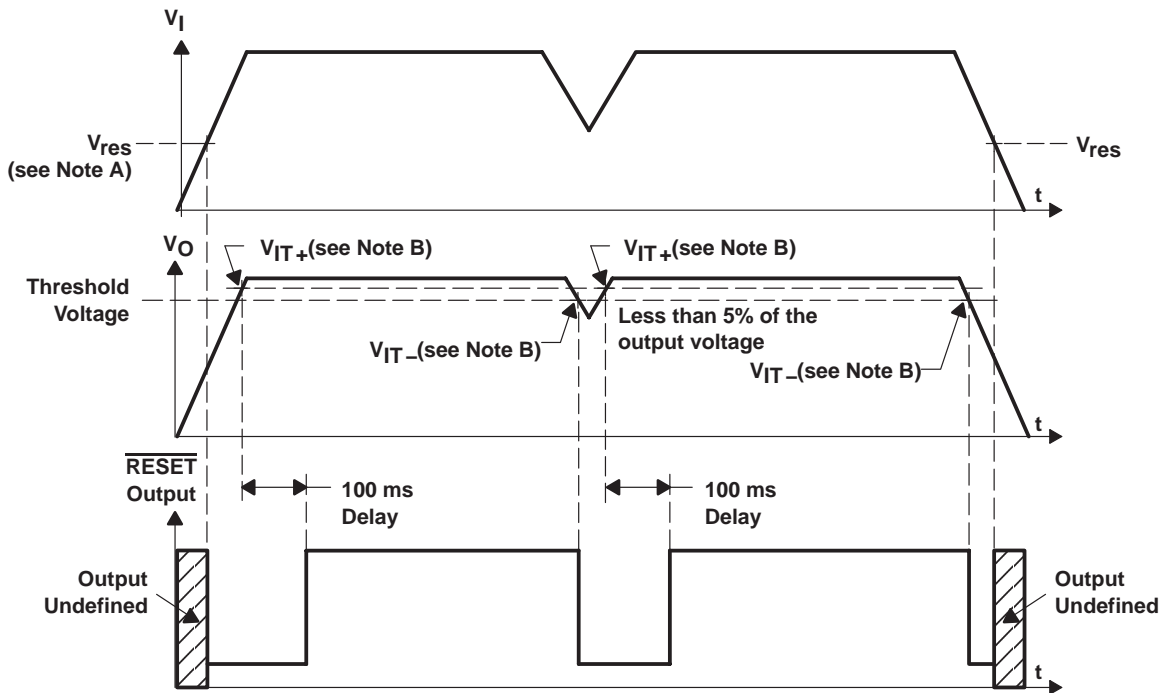 VI
Vres
(see Note A)
Vres
t
VO
VIT+(see Note B)
VIT+(see Note B)
Threshold
Voltage
Less than 5% of the
output voltage
VIT−(see Note B)
VIT−(see Note B)
t
RESET
Output
100 ms
Delay
100 ms
Delay
Output
Undefined
Output
Undefined
t